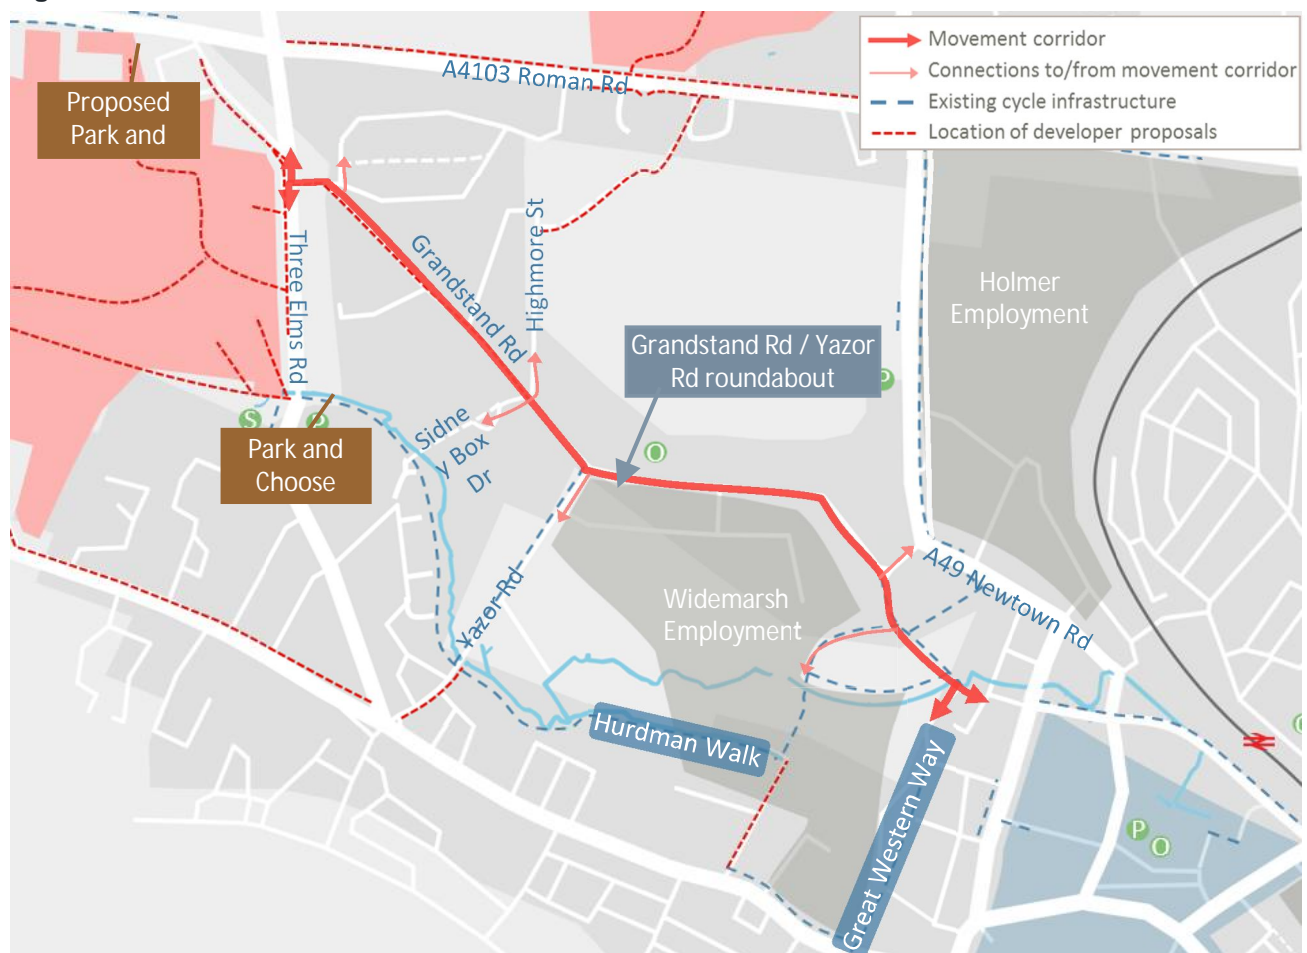 Movement corridor
Connections to/from movement corridor
Existing cycle infrastructure
Location of developer proposals
A4103 Roman Rd
Proposed
Park and
Three Elms Rd
Grandstand Rd
Highmore St
Holmer
Employment
Grandstand Rd / Yazor
Rd roundabout
P
S
P
Park and
Choose
Sidne
y Box
Dr
O
Yazor Rd
Widemarsh
Employment
A49 Newtown Rd
Hurdman Walk
Great Western Way
P
O